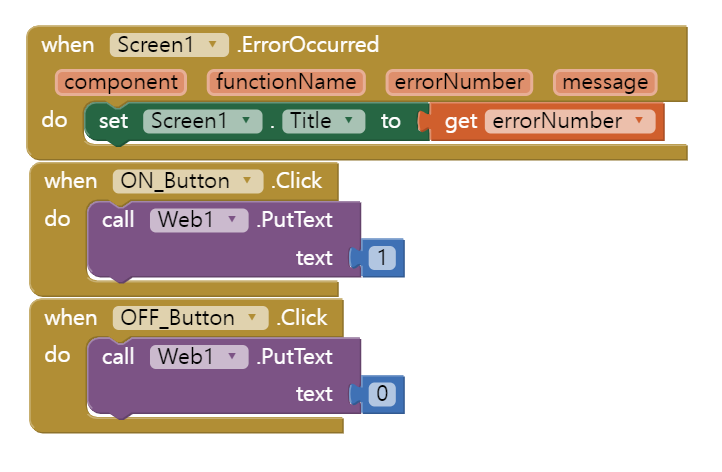 when Screen1 .ErrorOccurred
component functionName errorNumber message
do set Screen1 . Title to get errorNumber
when ON_Button .Click
do call Web1 .PutText
text 1
when OFF_Button .Click
do call Web1 .PutText
text 0